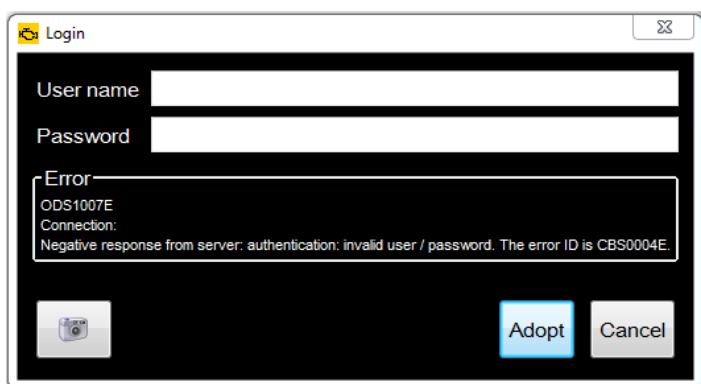 Login
User name
Password
Error
ODS1007E
Connection:
Negative response from server: authentication: invalid user / password. The error ID is CBS0004E.
Adopt
Cancel